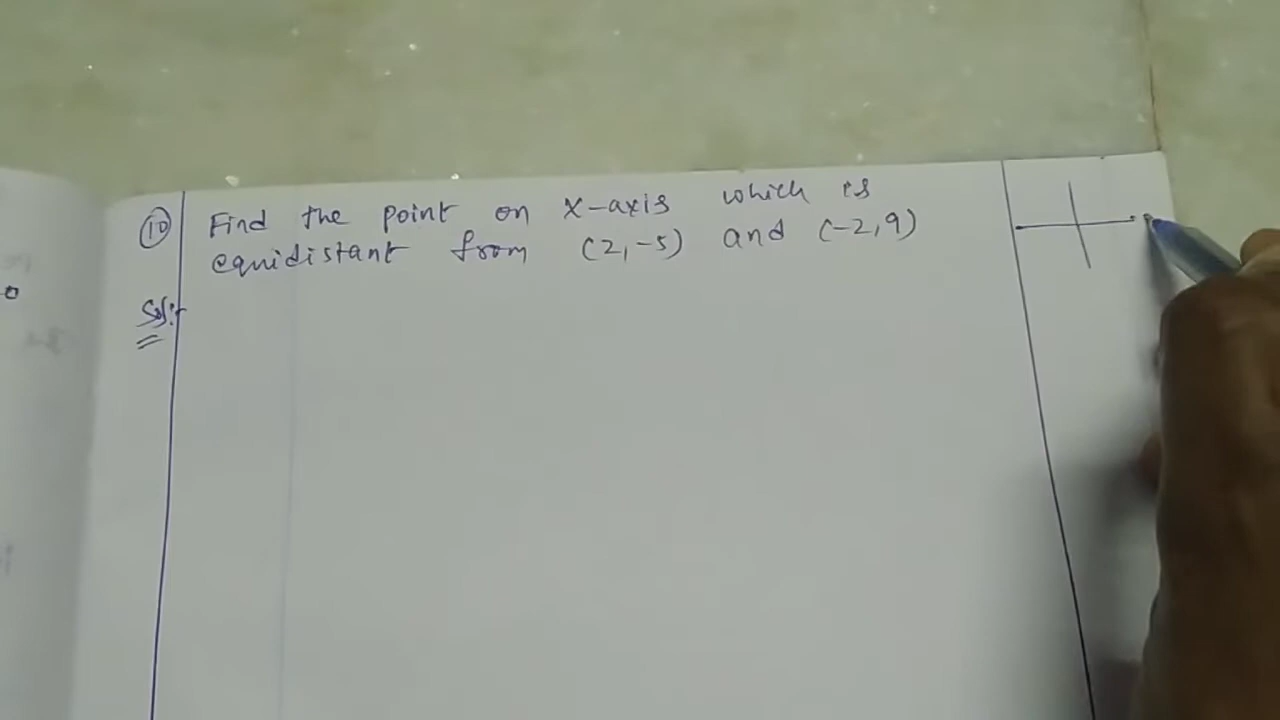 10 Find the point on x-axis which is
equidistant from (2,-5) and (-2,9)
Sol:-